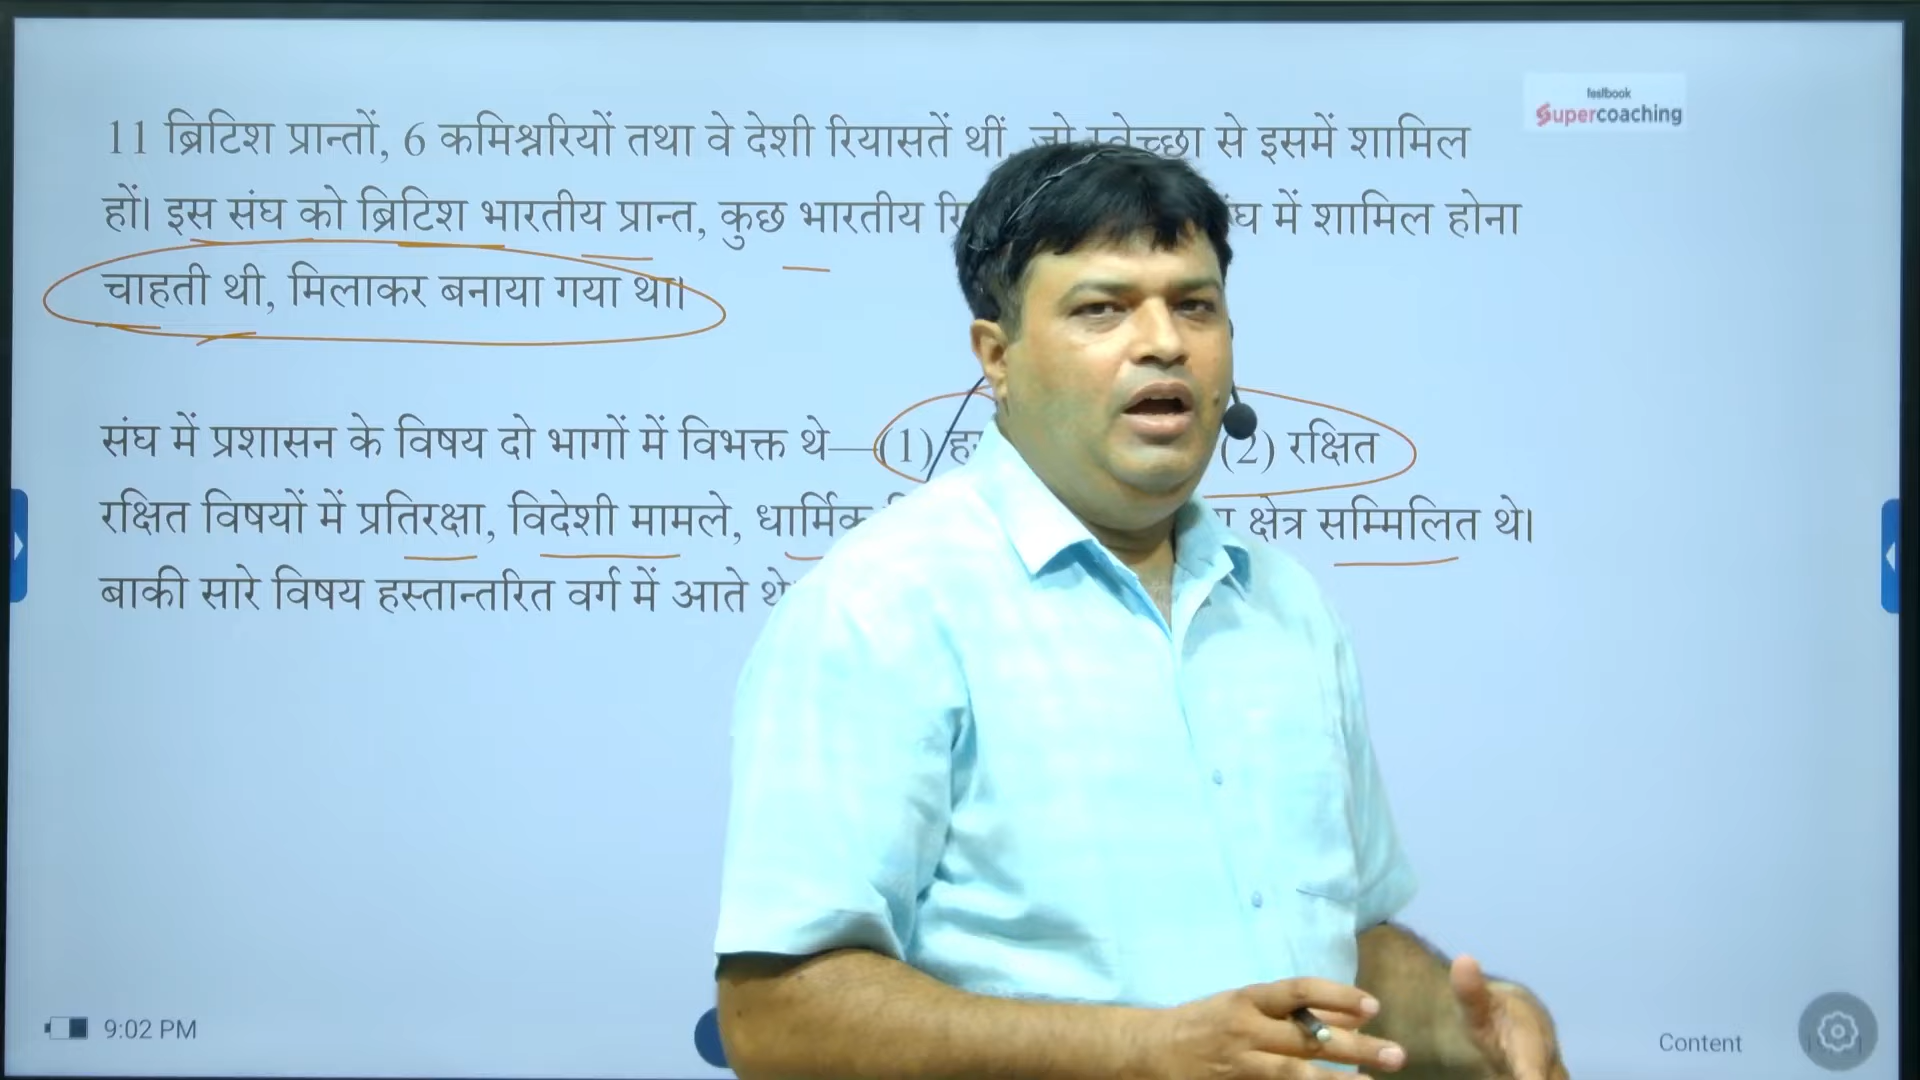 testbook
Supercoaching
11 ब्रिटिश प्रान्तों, 6 कमिश्नरियों तथा वे देशी रियासतें थीं, जो स्वेच्छा से इसमें शामिल
हों। इस संघ को ब्रिटिश भारतीय प्रान्त, कुछ भारतीय में शामिल होना
चाहती थी, मिलाकर बनाया गया था।
संघ में प्रशासन के विषय दो भागों में विभक्त थे—(1) (2) रक्षित
रक्षित विषयों में प्रतिरक्षा, विदेशी मामले, क्षेत्र सम्मिलित थे।
बाकी सारे विषय हस्तान्तरित वर्ग में आते थे
9:02 PM
Content